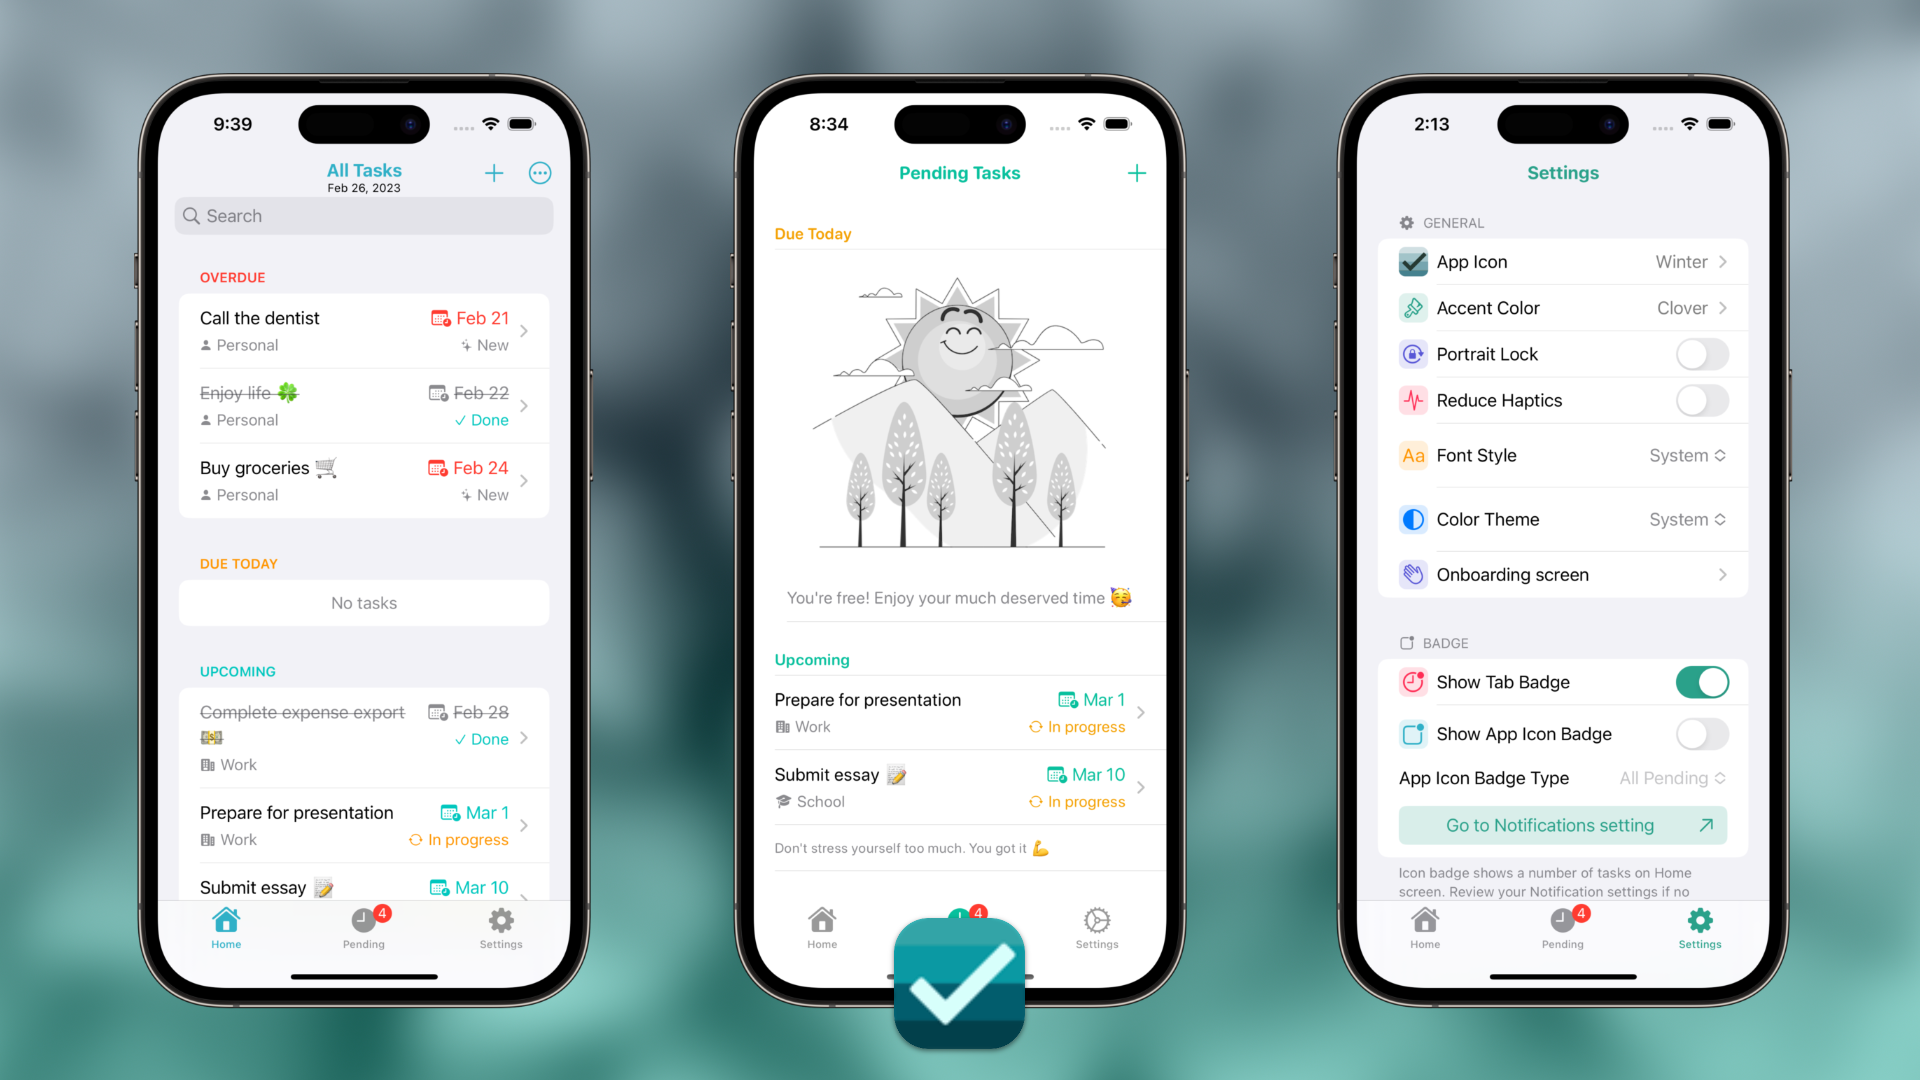 9:39
All Tasks
Feb 26, 2023
Search
OVERDUE
Call the dentist Feb 21
Personal New
Enjoy life 🍀 Feb 22
Personal Done
Buy groceries 🛒 Feb 24
Personal New
DUE TODAY
No tasks
UPCOMING
Complete expense export Feb 28
💵 Done
Work
Prepare for presentation Mar 1
Work In progress
Submit essay 📝 Mar 10
4
Home Pending Settings
8:34
Pending Tasks
Due Today
You're free! Enjoy your much deserved time 🥳
Upcoming
Prepare for presentation Mar 1
Work In progress
Submit essay 📝 Mar 10
School In progress
Don't stress yourself too much. You got it 💪
4
Home Settings
2:13
Settings
GENERAL
App Icon Winter
Accent Color Clover
Portrait Lock
Reduce Haptics
Aa Font Style System
Color Theme System
Onboarding screen
BADGE
Show Tab Badge
Show App Icon Badge
App Icon Badge Type All Pending
Go to Notifications setting
Icon badge shows a number of tasks on Home
screen. Review your Notification settings if no
4
Home Pending Settings